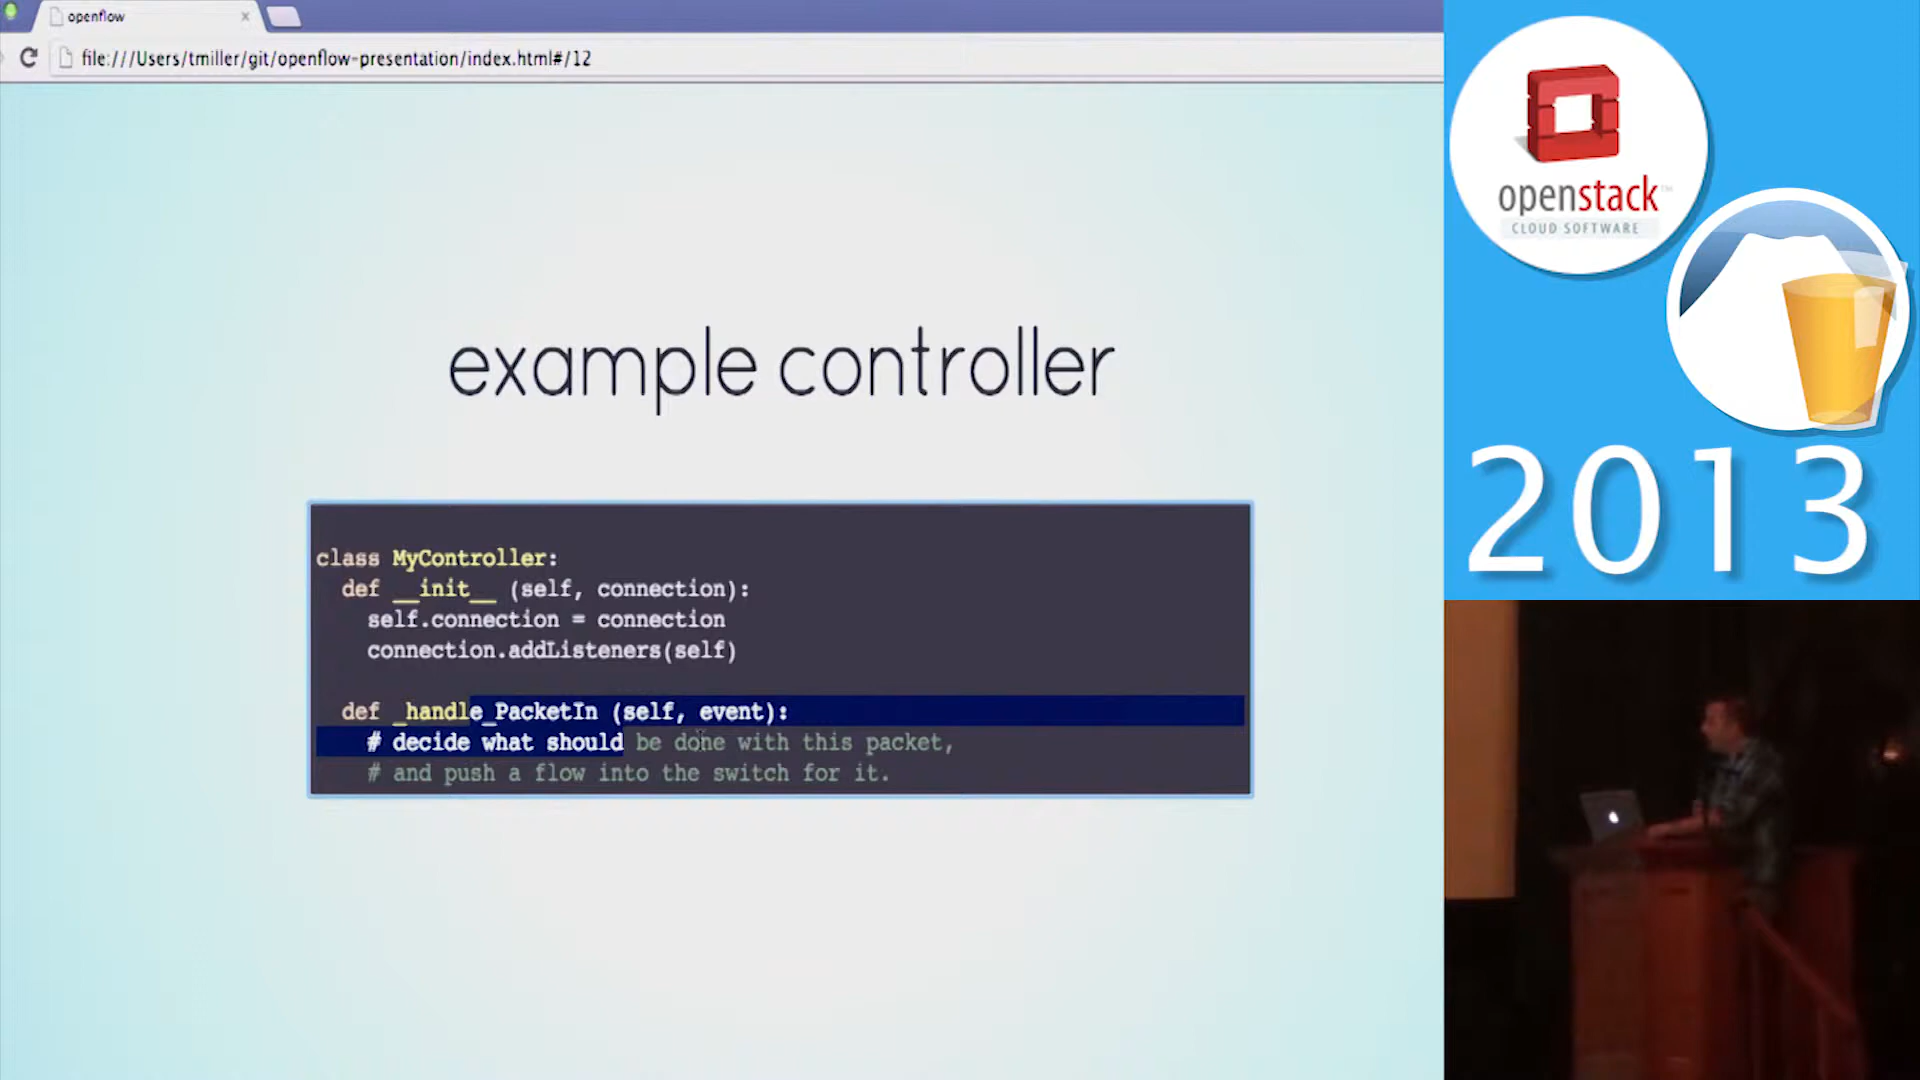 openflow
file:///Users/tmiller/git/openflow-presentation/index.html#/12
example controller
class MyController:
def __init__ (self, connection):
self.connection = connection
connection.addListeners(self)
def _handle_PacketIn (self, event):
# decide what should be done with this packet,
# and push a flow into the switch for it.
openstack™
CLOUD SOFTWARE
2013